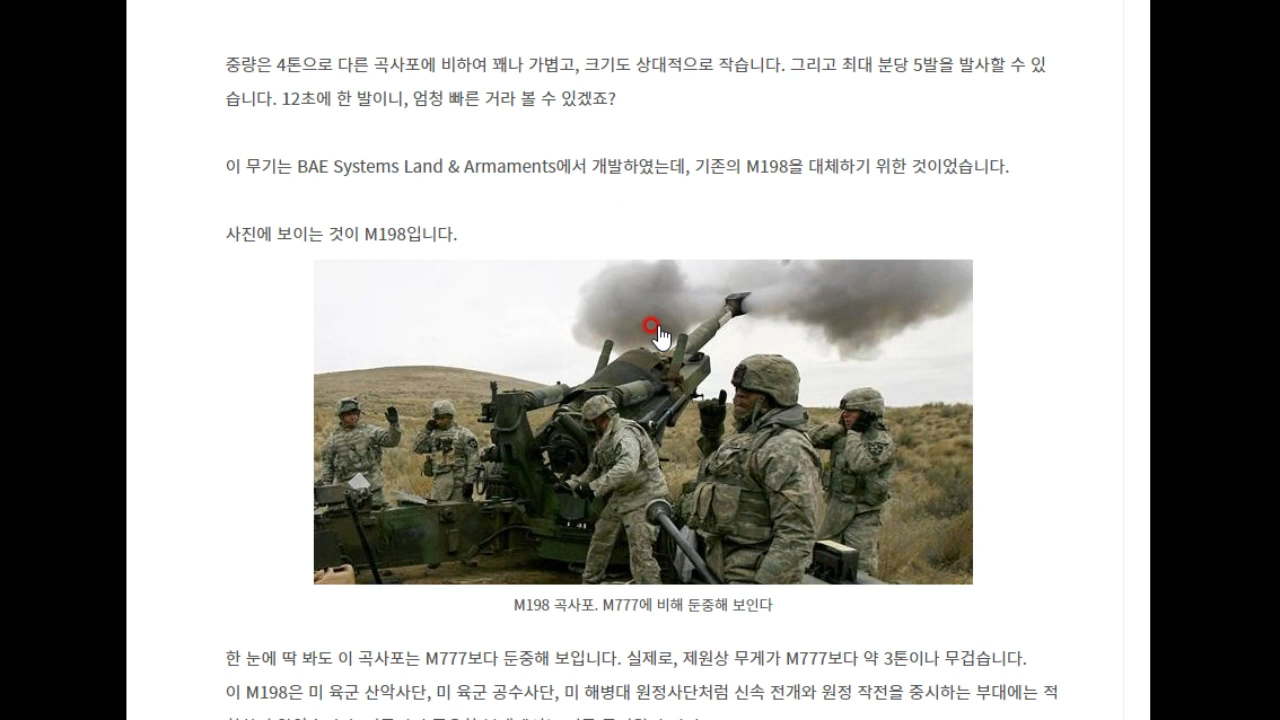 중량은 4톤으로 다른 곡사포에 비하여 꽤나 가볍고, 크기도 상대적으로 작습니다. 그리고 최대 분당 5발을 발사할 수 있
습니다. 12초에 한 발이니, 엄청 빠른 거라 볼 수 있겠죠?
이 무기는 BAE Systems Land & Armaments에서 개발하였는데, 기존의 M198을 대체하기 위한 것이었습니다.
사진에 보이는 것이 M198입니다.
M198 곡사포. M777에 비해 둔중해 보인다
한 눈에 딱 봐도 이 곡사포는 M777보다 둔중해 보입니다. 실제로, 제원상 무게가 M777보다 약 3톤이나 무겁습니다.
이 M198은 미 육군 산악사단, 미 육군 공수사단, 미 해병대 원정사단처럼 신속 전개와 원정 작전을 중시하는 부대에는 적